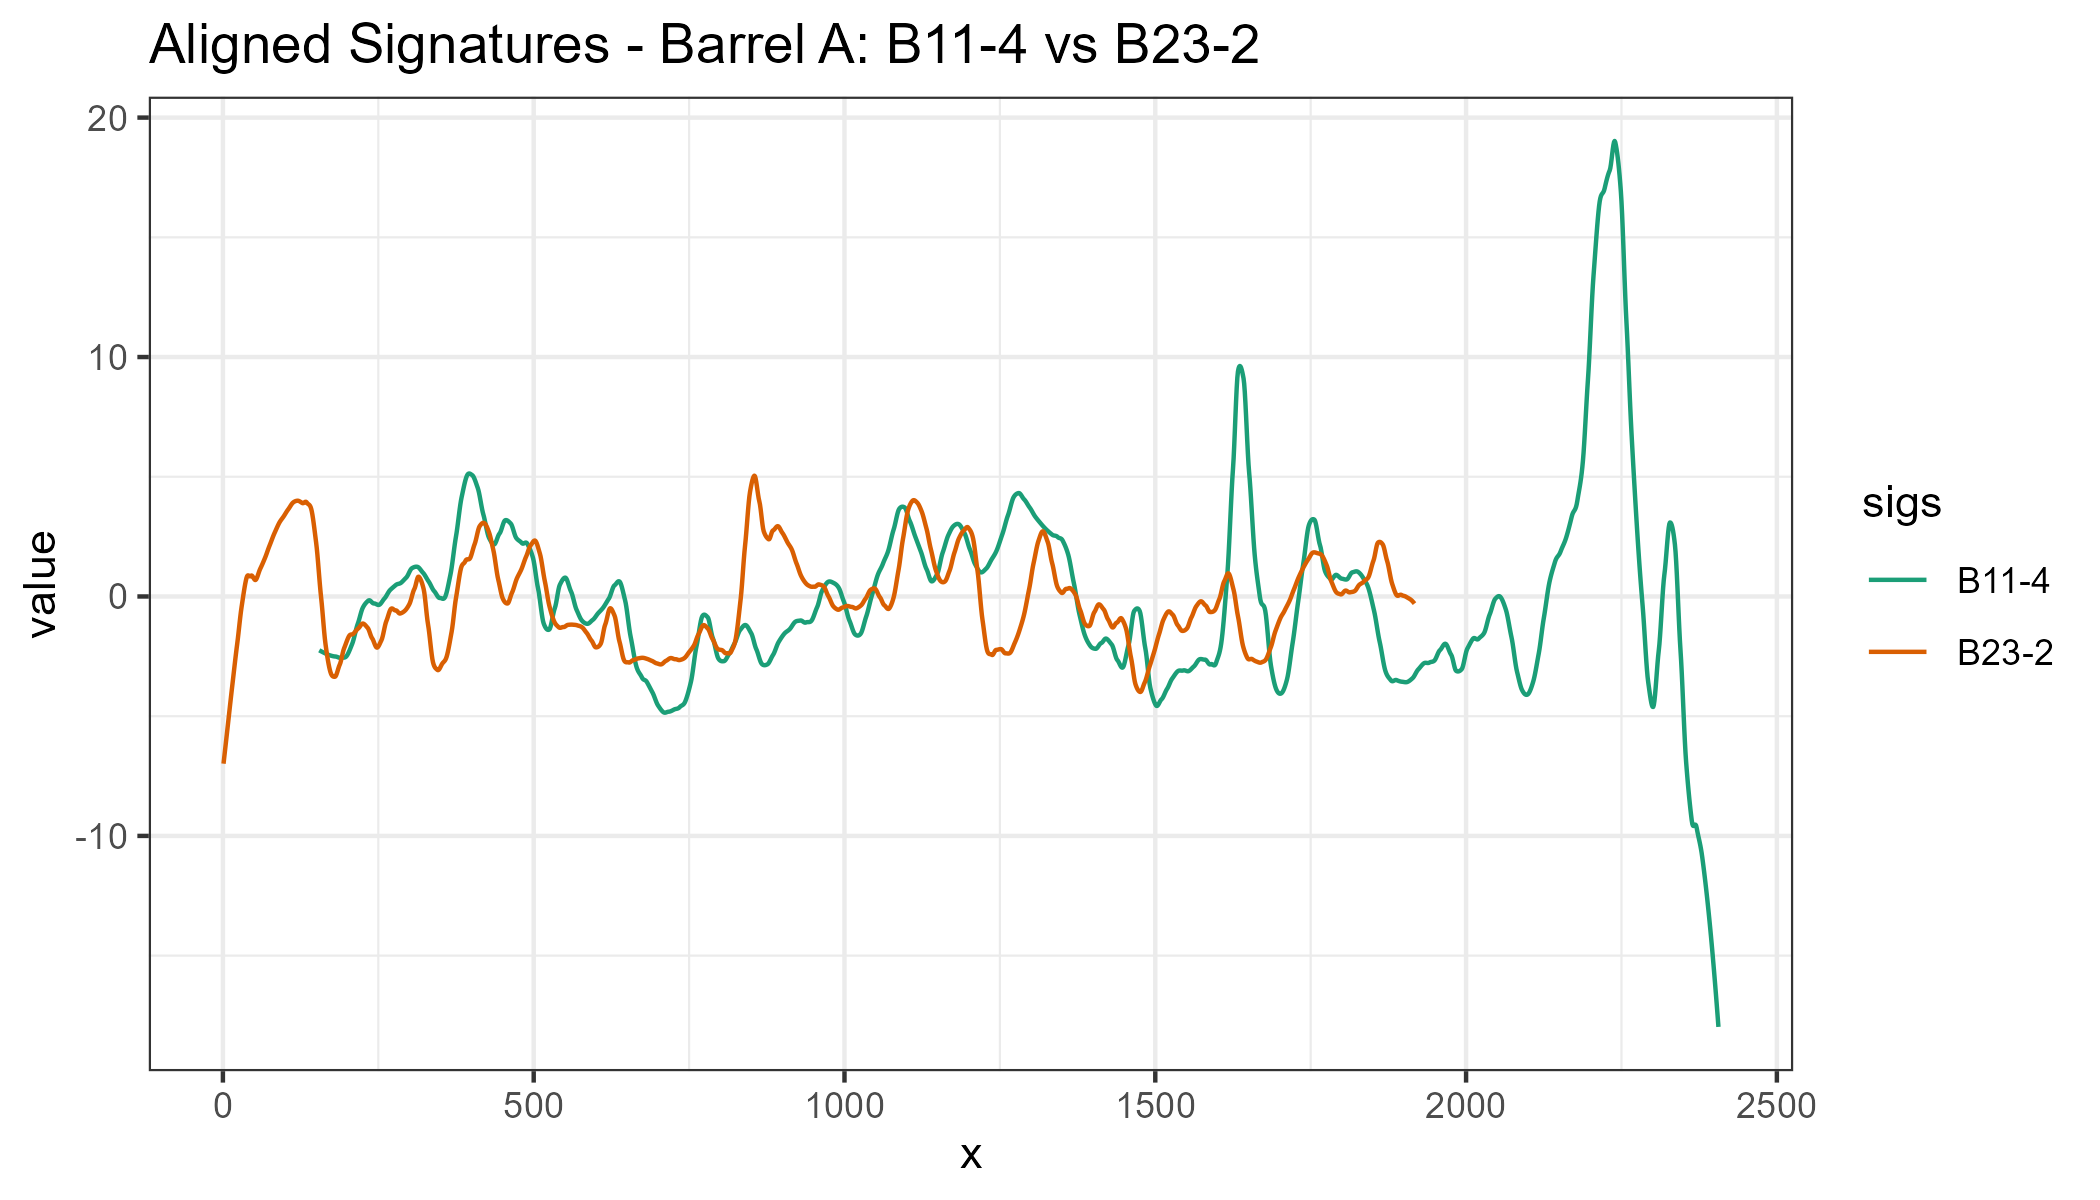 Aligned Signatures - Barrel A: B11-4 vs B23-2
20
10
0
-10
value
0 500 1000 1500 2000 2500
x
sigs
B11-4
B23-2